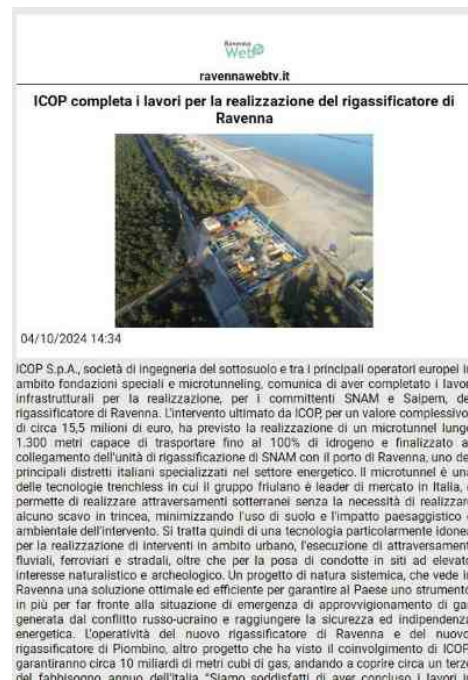 Ravenna
Web
ravennawebtv.it
ICOP completa i lavori per la realizzazione del rigassificatore di
Ravenna
04/10/2024 14:34
ICOP S.p.A., società di ingegneria del sottosuolo e tra i principali operatori europei in
ambito fondazioni speciali e microtunneling, comunica di aver completato i lavori
infrastrutturali per la realizzazione, per i committenti SNAM e Saipem, de
rigassificatore di Ravenna. L'intervento ultimato da ICOP, per un valore complessivo
di circa 15,5 milioni di euro, ha previsto la realizzazione di un microtunnel lungo
1.300 metri capace di trasportare fino al 100% di idrogeno e finalizzato a
collegamento dell'unità di rigassificazione di SNAM con il porto di Ravenna, uno de
principali distretti italiani specializzati nel settore energetico. Il microtunnel è una
delle tecnologie trenchless in cui il gruppo friulano è leader di mercato in Italia,
permette di realizzare attraversamenti sotterranei senza la necessità di realizzare
alcuno scavo in trincea, minimizzando l'uso di suolo e l'impatto paesaggistico e
ambientale dell'intervento. Si tratta quindi di una tecnologia particolarmente idonea
per la realizzazione di interventi in ambito urbano, l'esecuzione di attraversament
fluviali, ferroviari e stradali, oltre che per la posa di condotte in siti ad elevato
interesse naturalistico e archeologico. Un progetto di natura sistemica, che vede in
Ravenna una soluzione ottimale ed efficiente per garantire al Paese uno strumento
in più per far fronte alla situazione di emergenza di approvvigionamento di gas
generata dal conflitto russo-ucraino e raggiungere la sicurezza ed indipendenza
energetica. L'operatività del nuovo rigassificatore di Ravenna e del nuovo
rigassificatore di Piombino, altro progetto che ha visto il coinvolgimento di ICOP,
garantiranno circa 10 miliardi di metri cubi di gas, andando a coprire circa un terzo
del fabbisogno annuo dell'Italia. "Siamo soddisfatti di aver concluso i lavori in